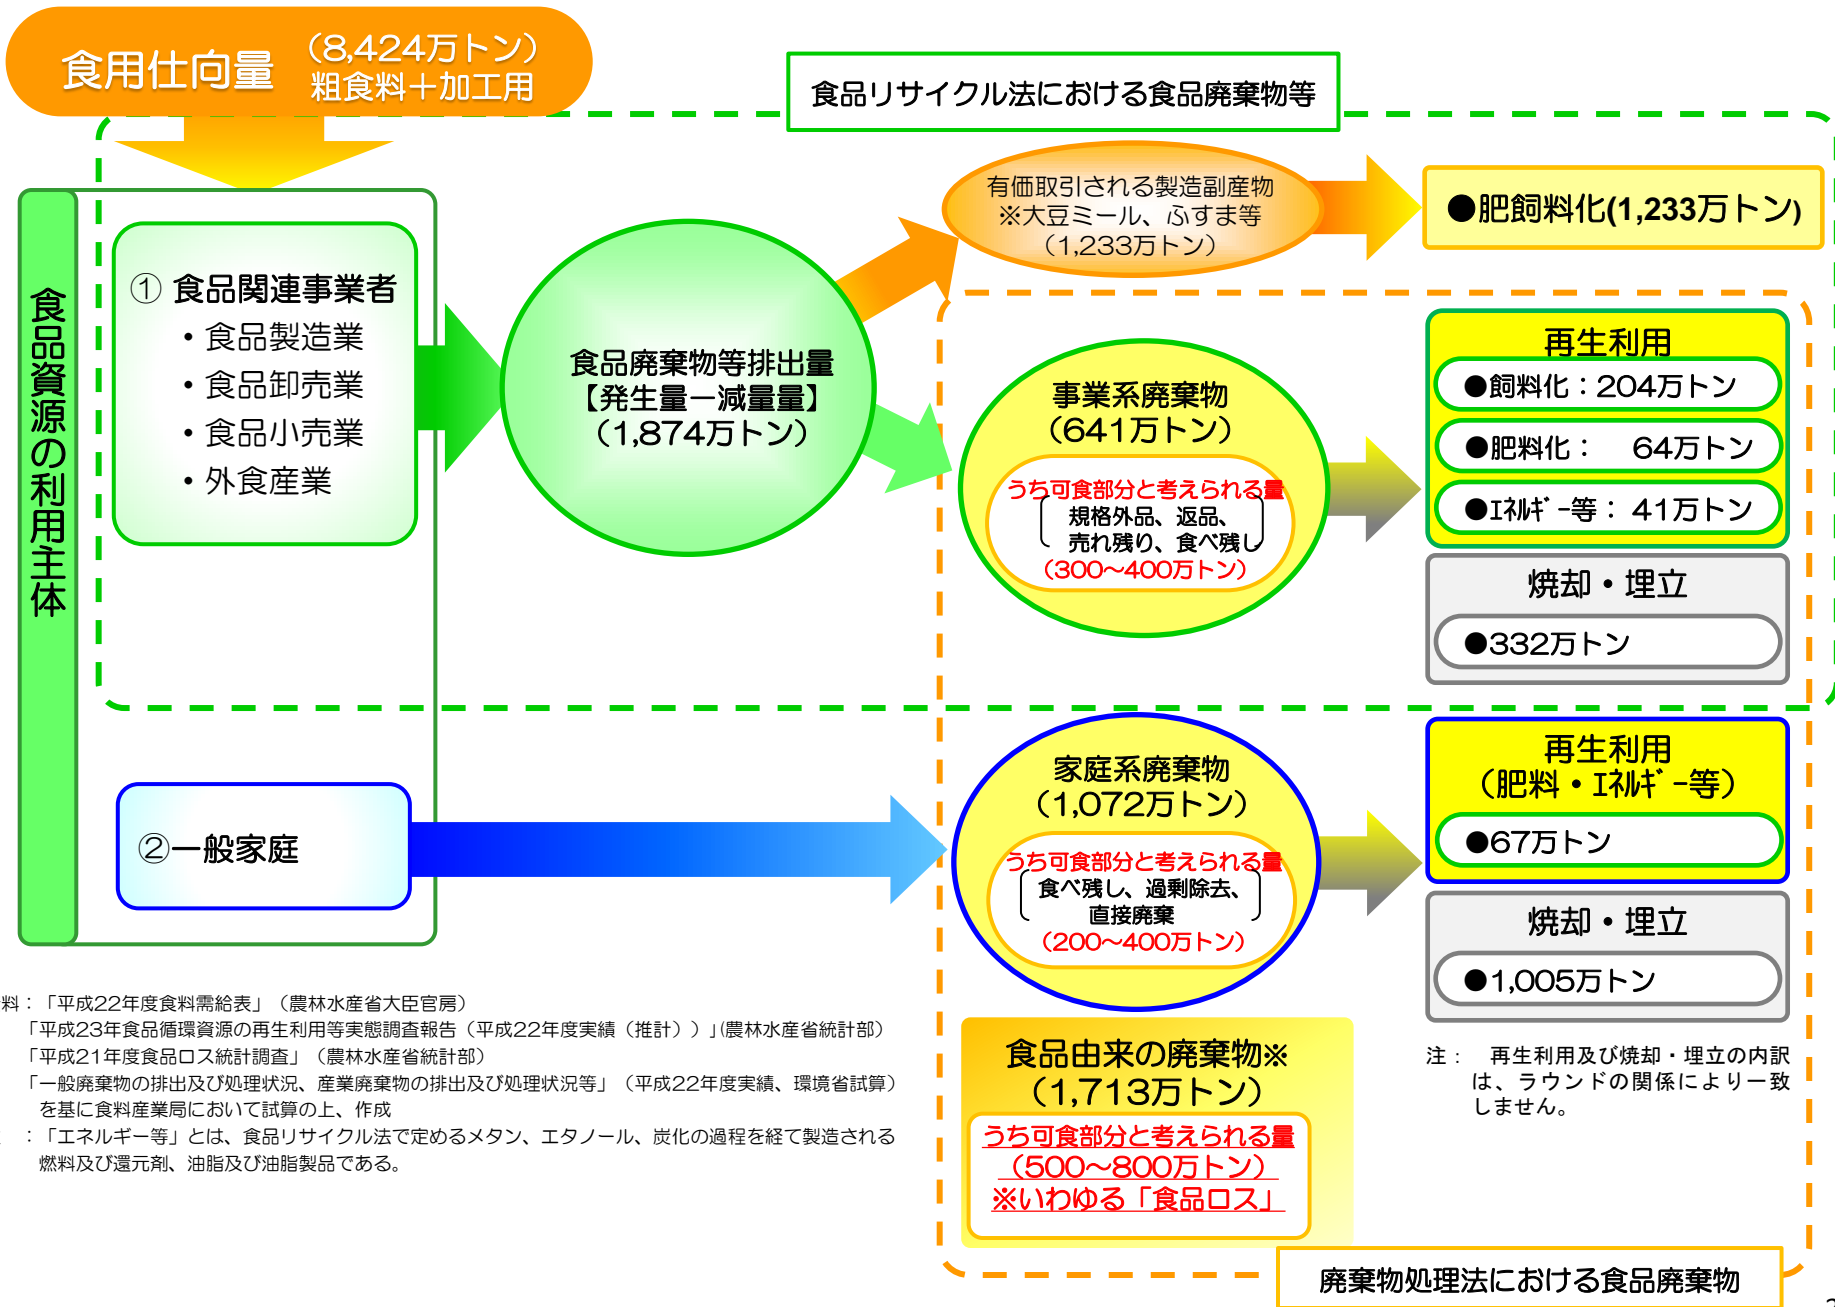 食用仕向量
（8,424万トン）
粗食料＋加工用
食品リサイクル法における食品廃棄物等
食品資源の利用主体
① 食品関連事業者
・食品製造業
・食品卸売業
・食品小売業
・外食産業
食品廃棄物等排出量
【発生量－減量量】
（1,874万トン）
有価取引される製造副産物
※大豆ミール、ふすま等
（1,233万トン）
●肥飼料化(1,233万トン)
事業系廃棄物
（641万トン）
うち可食部分と考えられる量
規格外品、返品、
売れ残り、食べ残し
（300～400万トン）
再生利用
●飼料化：204万トン
●肥料化：　64万トン
●ｴﾈﾙｷﾞｰ等：41万トン
焼却・埋立
●332万トン
②一般家庭
家庭系廃棄物
（1,072万トン）
うち可食部分と考えられる量
食べ残し、過剰除去、
直接廃棄
（200～400万トン）
再生利用
（肥料・ｴﾈﾙｷﾞｰ等）
●67万トン
焼却・埋立
●1,005万トン
食品由来の廃棄物※
（1,713万トン）
うち可食部分と考えられる量
（500～800万トン）
※いわゆる「食品ロス」
注：　再生利用及び焼却・埋立の内訳
は、ラウンドの関係により一致
しません。
料：「平成22年度食料需給表」（農林水産省大臣官房）
「平成23年食品循環資源の再生利用等実態調査報告（平成22年度実績（推計））」(農林水産省統計部）
「平成21年度食品ロス統計調査」（農林水産省統計部）
「一般廃棄物の排出及び処理状況、産業廃棄物の排出及び処理状況等」（平成22年度実績、環境省試算）
を基に食料産業局において試算の上、作成
：「エネルギー等」とは、食品リサイクル法で定めるメタン、エタノール、炭化の過程を経て製造される
燃料及び還元剤、油脂及び油脂製品である。
廃棄物処理法における食品廃棄物